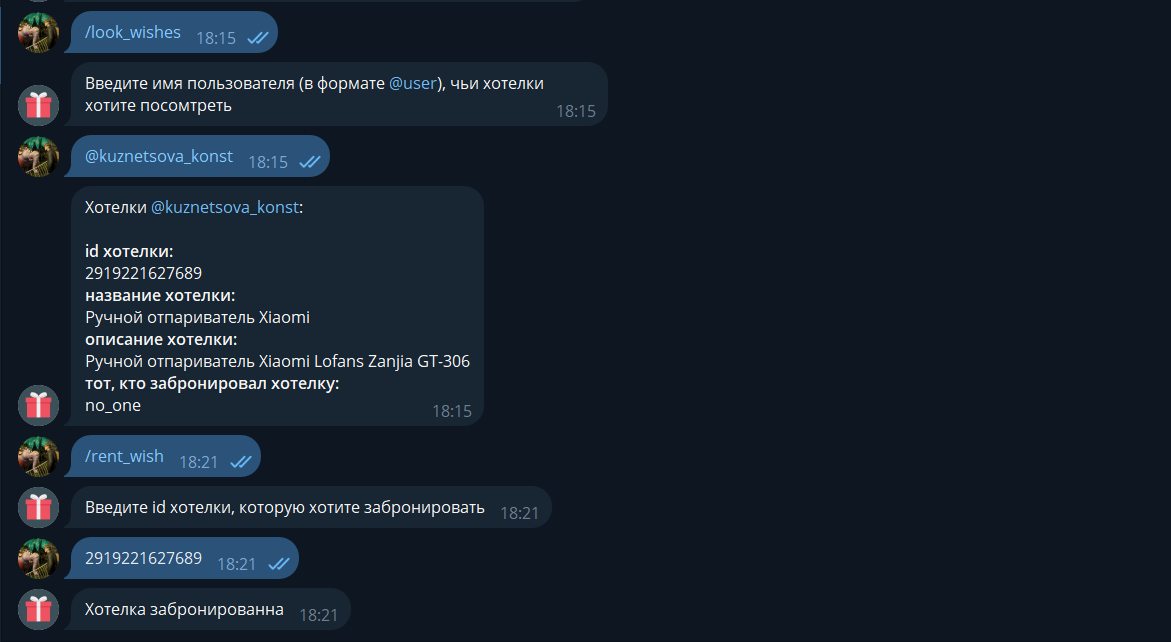 /look_wishes 18:15
Введите имя пользователя (в формате @user), чьи хотелки
хотите посомтреть 18:15
@kuznetsova_konst 18:15
Хотелки @kuznetsova_konst:
id хотелки:
2919221627689
название хотелки:
Ручной отпариватель Xiaomi
описание хотелки:
Ручной отпариватель Xiaomi Lofans Zanjia GT-306
тот, кто забронировал хотелку:
no_one 18:15
/rent_wish 18:21
Введите id хотелки, которую хотите забронировать 18:21
2919221627689 18:21
Хотелка забронированна 18:21